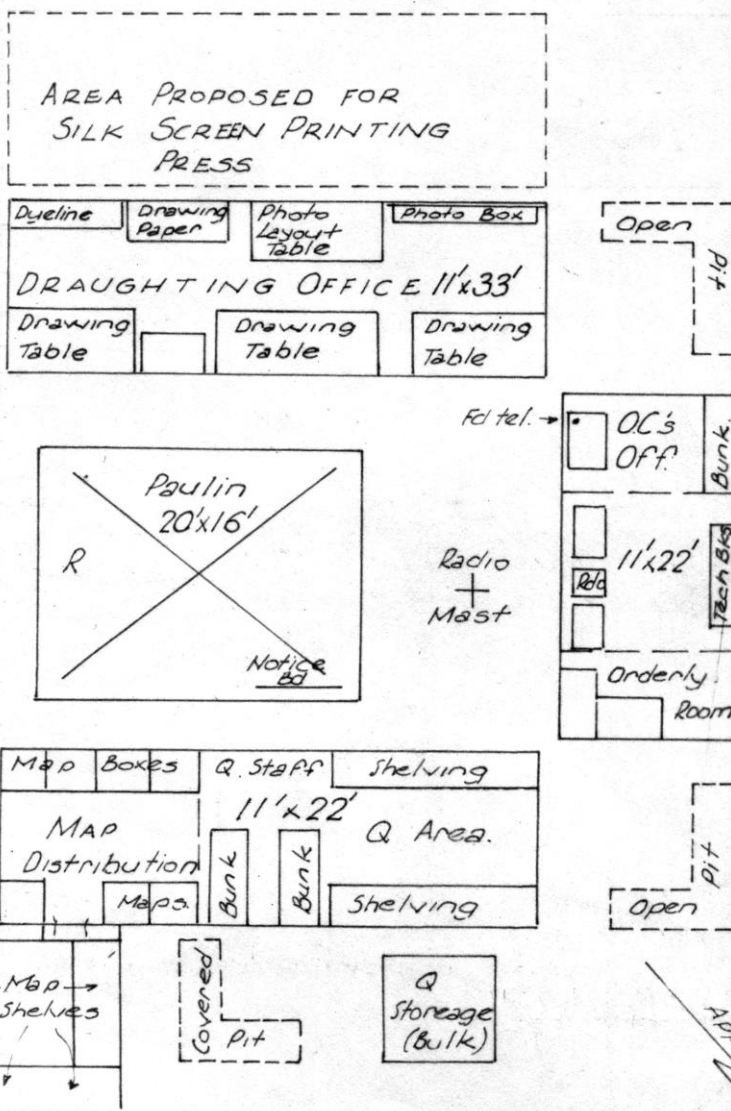 AREA PROPOSED FOR
SILK SCREEN PRINTING
PRESS
Dyeline
Drawing
Paper
Photo
Layout
Table
Photo Box
DRAUGHTING OFFICE 11'x33'
Drawing
Table
Drawing
Table
Drawing
Table
Open
Pit
Fd tel.
OC's
Off.
Bunk.
Paulin
20'x16'
R
Notice
Bd
Radio
Mast
11'x22'
Rdo
Tech Bks
Orderly
Room
Map Boxes
Q. Staff
Shelving
11'x22'
MAP
Distribution
Q Area.
Maps.
Bunk
Bunk
Shelving
Pit
Open
Map
Shelves
Covered
Pit
Q
Storeage
(Bulk)